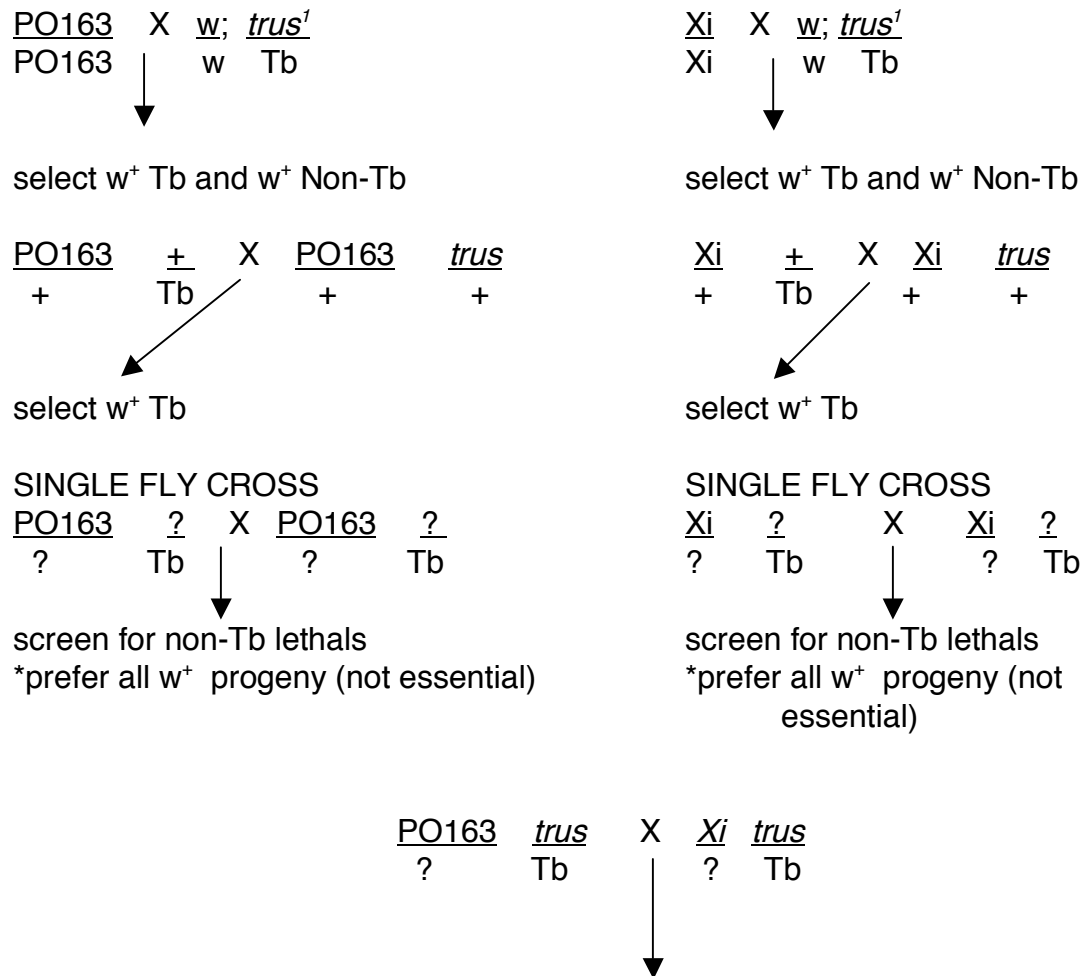 PO163 X w; trus¹
PO163 w Tb
select w⁺ Tb and w⁺ Non-Tb
PO163 + X PO163 trus
+ Tb + +
select w⁺ Tb
SINGLE FLY CROSS
PO163 ? X PO163 ?
? Tb ? Tb
screen for non-Tb lethals
*prefer all w⁺ progeny (not essential)
Xi X w; trus¹
Xi w Tb
select w⁺ Tb and w⁺ Non-Tb
Xi + X Xi trus
+ Tb + +
select w⁺ Tb
SINGLE FLY CROSS
Xi ? X Xi ?
? Tb ? Tb
screen for non-Tb lethals
*prefer all w⁺ progeny (not
essential)
PO163 trus X Xi trus
? Tb ? Tb